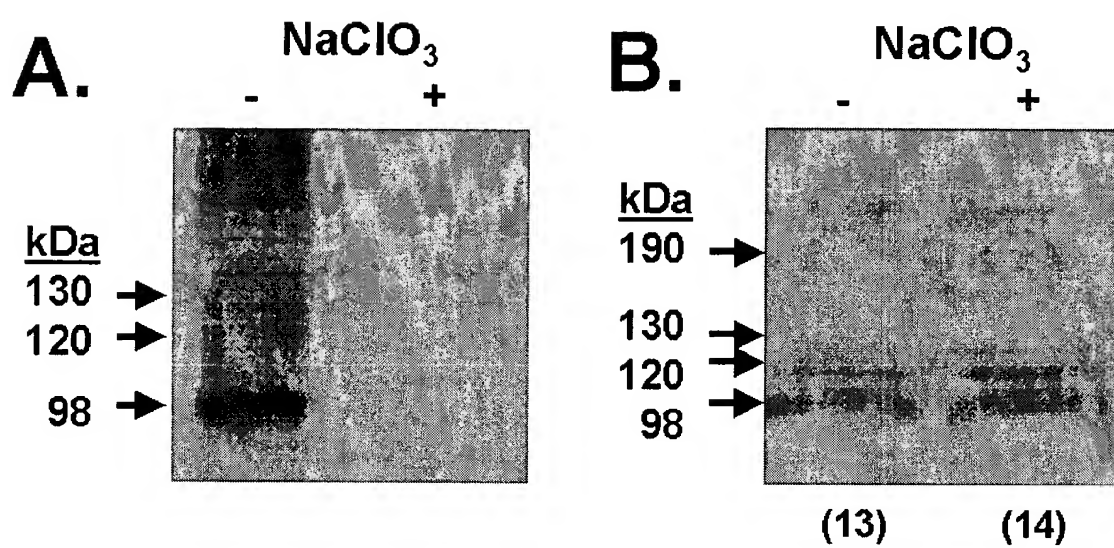 A.
NaClO3
- +
kDa
130
120
98
B.
NaClO3
- +
kDa
190
130
120
98
(13) (14)